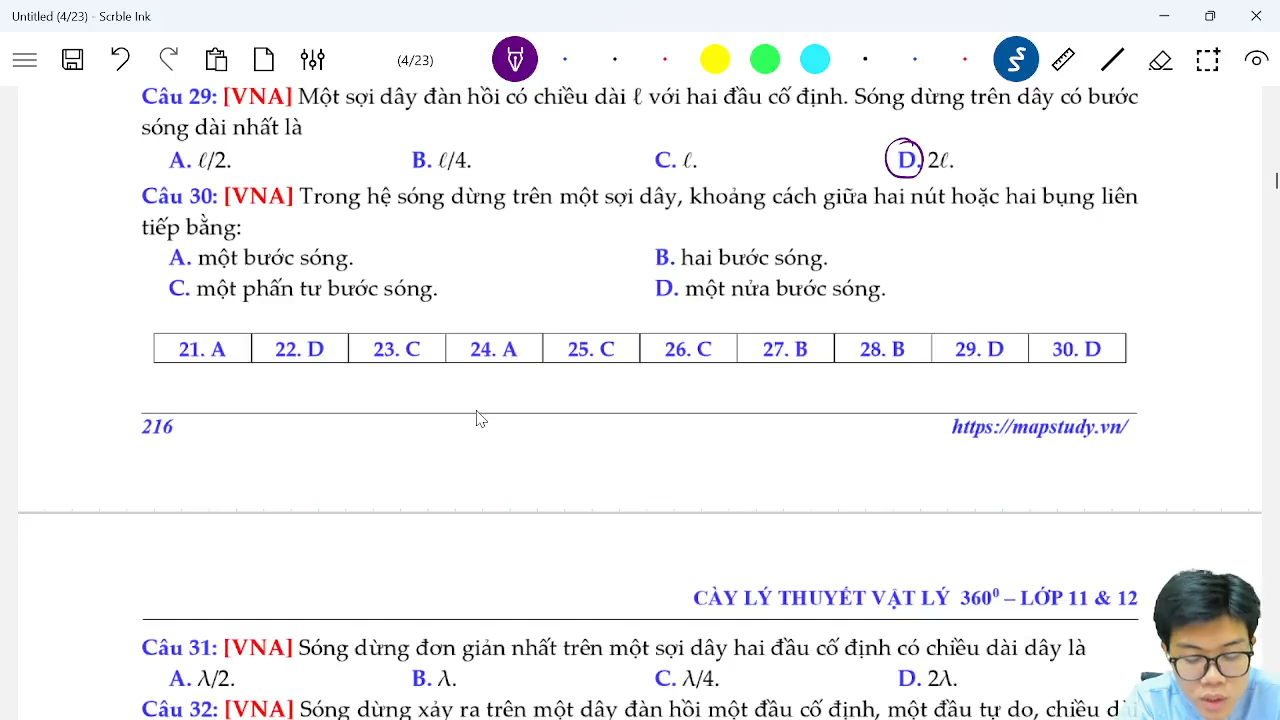 Untitled (4/23) - Scrble Ink
(4/23)
Câu 29: [VNA] Một sợi dây đàn hồi có chiều dài ℓ với hai đầu cố định. Sóng dừng trên dây có bước
sóng dài nhất là
A. ℓ/2. B. ℓ/4. C. ℓ. D. 2ℓ.
Câu 30: [VNA] Trong hệ sóng dừng trên một sợi dây, khoảng cách giữa hai nút hoặc hai bụng liên
tiếp bằng:
A. một bước sóng. B. hai bước sóng.
C. một phần tư bước sóng. D. một nửa bước sóng.
21. A 22. D 23. C 24. A 25. C 26. C 27. B 28. B 29. D 30. D
216 https://mapstudy.vn/
CÀY LÝ THUYẾT VẬT LÝ 360⁰ – LỚP 11 & 12
Câu 31: [VNA] Sóng dừng đơn giản nhất trên một sợi dây hai đầu cố định có chiều dài dây là
A. λ/2. B. λ. C. λ/4. D. 2λ.
Câu 32: [VNA] Sóng dừng xảy ra trên một dây đàn hồi một đầu cố định, một đầu tự do, chiều dài